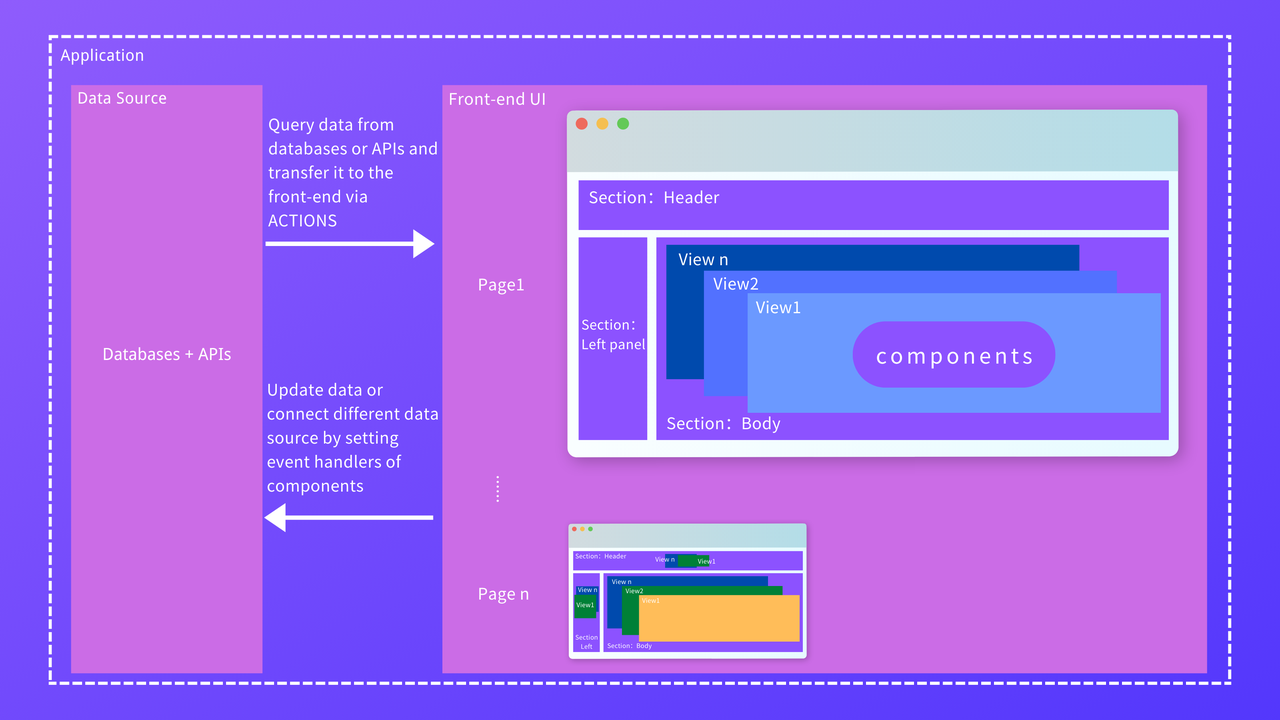 Application
Data Source
Databases + APIs
Query data from
databases or APIs and
transfer it to the
front-end via
ACTIONS
Update data or
connect different data
source by setting
event handlers of
components
Front-end UI
Page1
Section：Header
Section：
Left panel
View n
View2
View1
components
Section：Body
Page n
Section：Header
View n
View1
View n
View1
Section
Left
View n
View2
View1
Section：Body